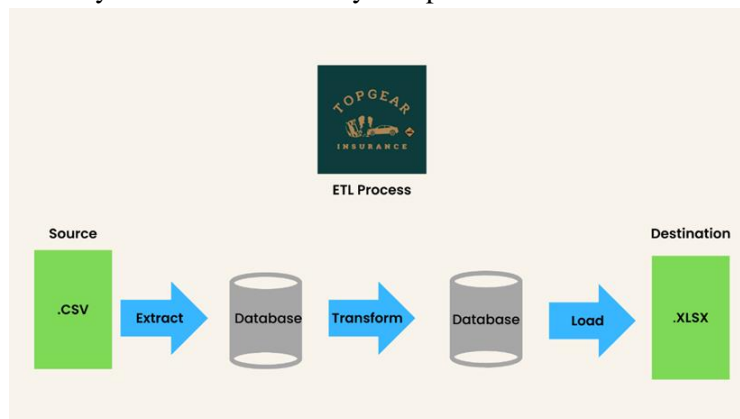 TOPGEAR
INSURANCE
ETL Process
Source
Destination
.CSV
Extract
Database
Transform
Database
Load
.XLSX